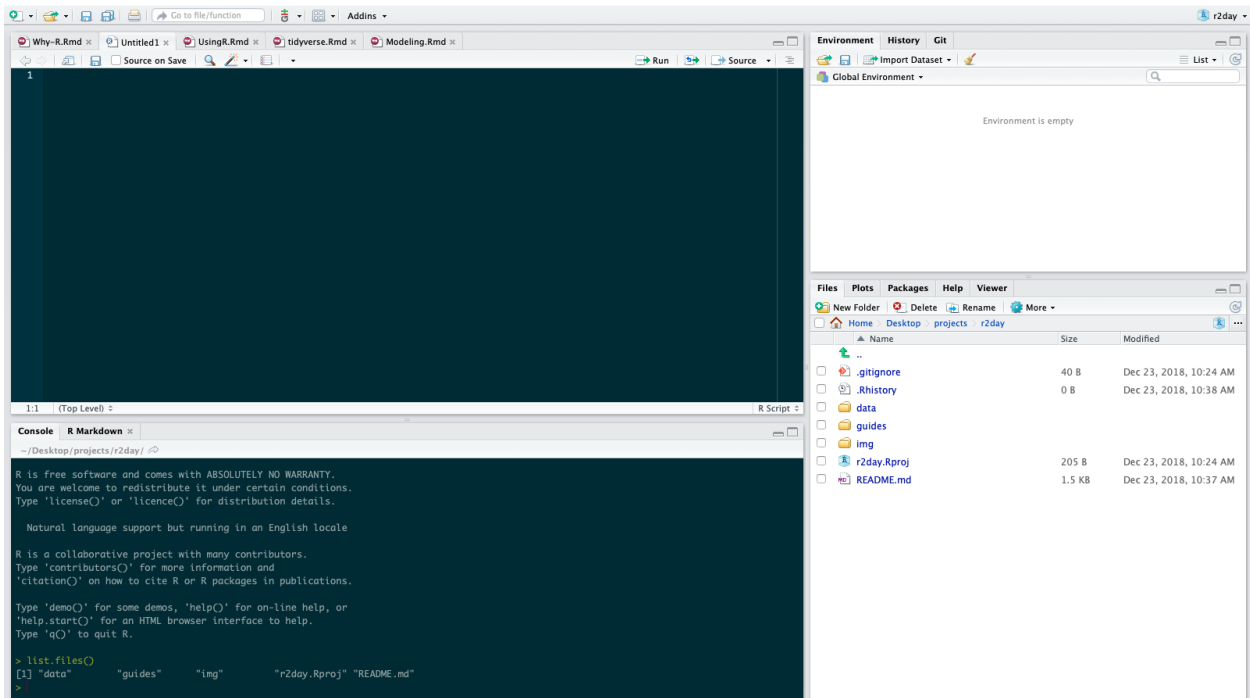 Go to file/function Addins r2day
Why-R.Rmd Untitled1 UsingR.Rmd tidyverse.Rmd Modeling.Rmd
Source on Save Run Source
1
1:1 (Top Level) R Script
Console R Markdown
~/Desktop/projects/r2day/
R is free software and comes with ABSOLUTELY NO WARRANTY.
You are welcome to redistribute it under certain conditions.
Type 'license()' or 'licence()' for distribution details.
Natural language support but running in an English locale
R is a collaborative project with many contributors.
Type 'contributors()' for more information and
'citation()' on how to cite R or R packages in publications.
Type 'demo()' for some demos, 'help()' for on-line help, or
'help.start()' for an HTML browser interface to help.
Type 'q()' to quit R.
> list.files()
[1] "data" "guides" "img" "r2day.Rproj" "README.md"
>
Environment History Git
Import Dataset List
Global Environment
Environment is empty
Files Plots Packages Help Viewer
New Folder Delete Rename More
Home Desktop projects r2day
Name Size Modified
..
.gitignore 40 B Dec 23, 2018, 10:24 AM
.Rhistory 0 B Dec 23, 2018, 10:38 AM
data
guides
img
r2day.Rproj 205 B Dec 23, 2018, 10:24 AM
README.md 1.5 KB Dec 23, 2018, 10:37 AM